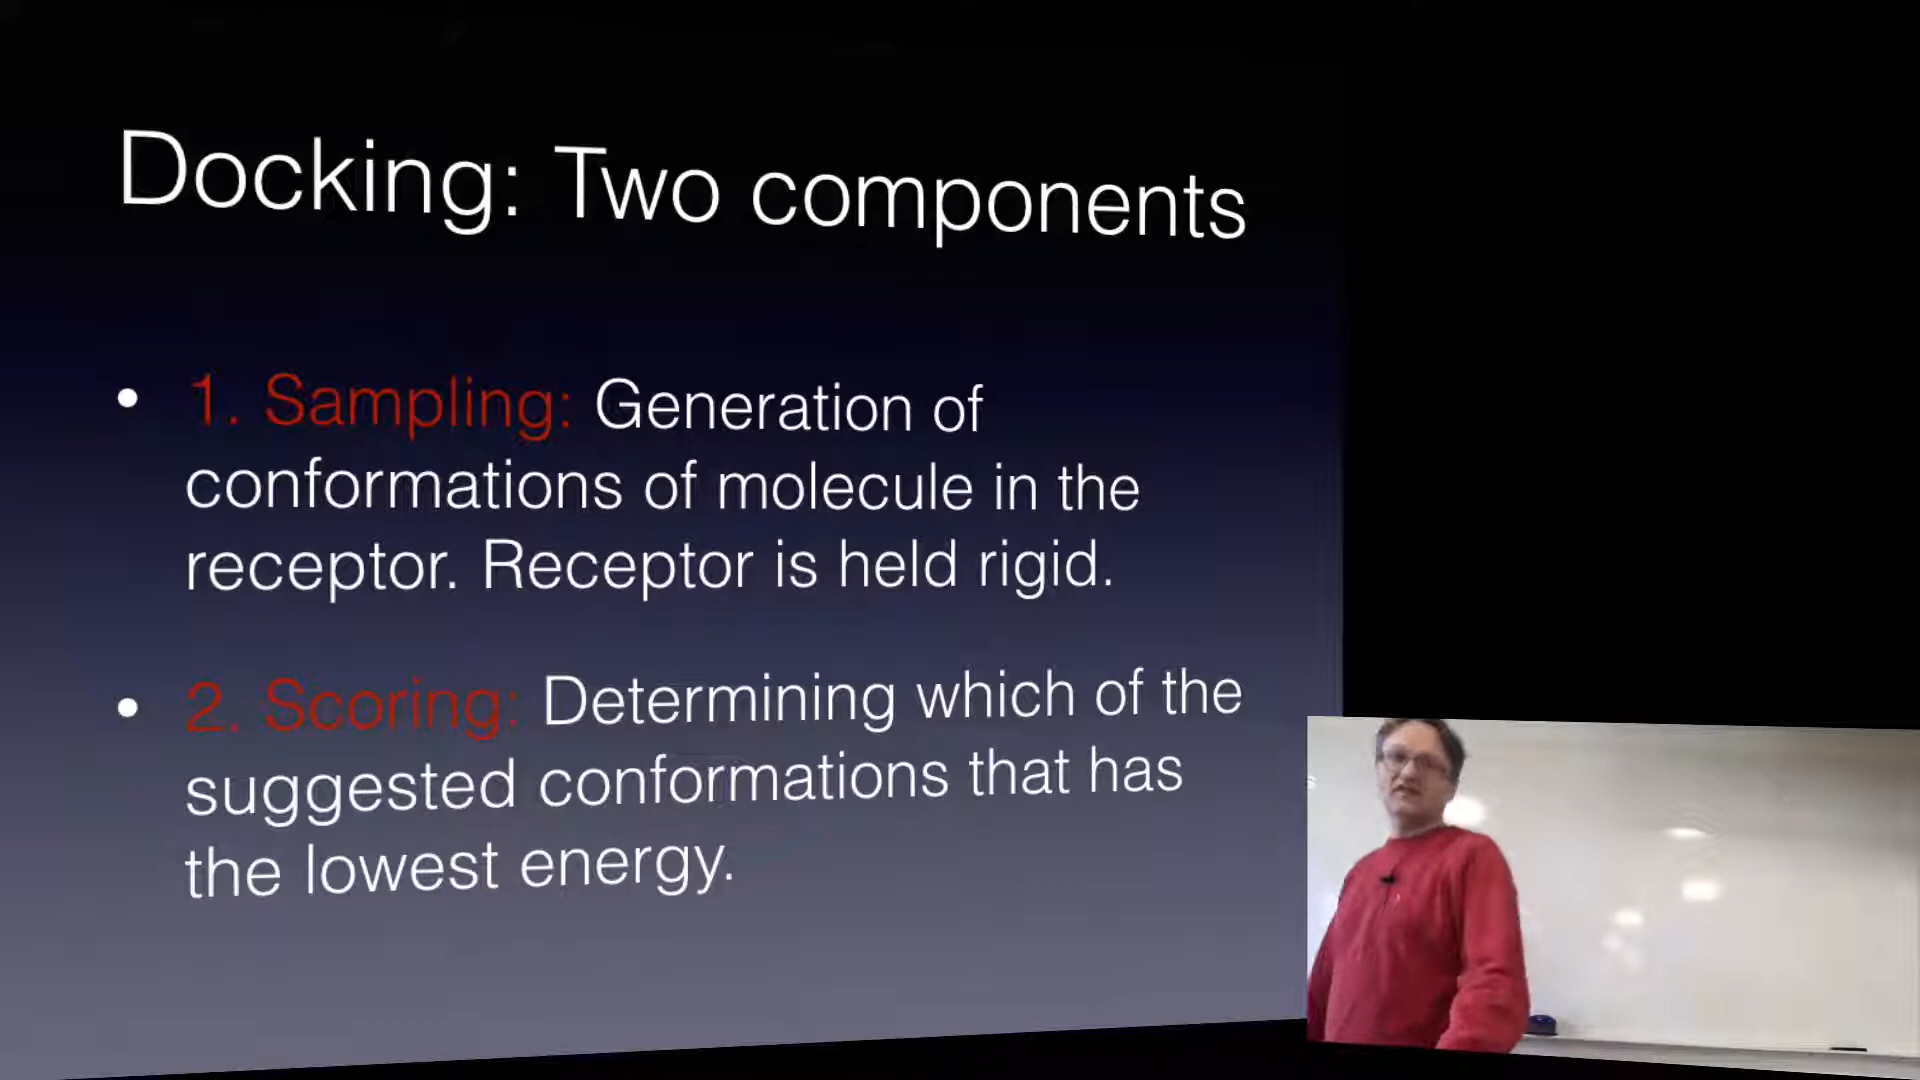 Docking: Two components
• 1. Sampling: Generation of
conformations of molecule in the
receptor. Receptor is held rigid.
• 2. Scoring: Determining which of the
suggested conformations that has
the lowest energy.